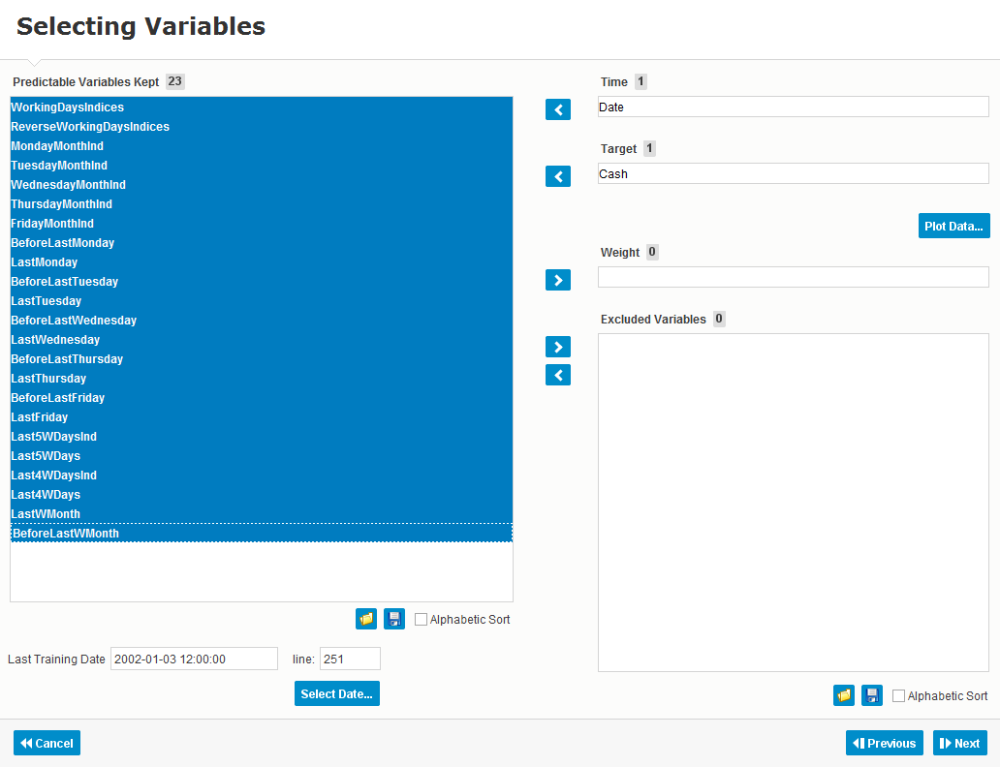 Selecting Variables
Predictable Variables Kept 23
WorkingDaysIndices
ReverseWorkingDaysIndices
MondayMonthInd
TuesdayMonthInd
WednesdayMonthInd
ThursdayMonthInd
FridayMonthInd
BeforeLastMonday
LastMonday
BeforeLastTuesday
LastTuesday
BeforeLastWednesday
LastWednesday
BeforeLastThursday
LastThursday
BeforeLastFriday
LastFriday
Last5WDaysInd
Last5WDays
Last4WDaysInd
Last4WDays
LastWMonth
BeforeLastWMonth
Alphabetic Sort
Last Training Date 2002-01-03 12:00:00 line: 251
Select Date...
Time 1
Date
Target 1
Cash
Plot Data...
Weight 0
Excluded Variables 0
Alphabetic Sort
Cancel
Previous
Next